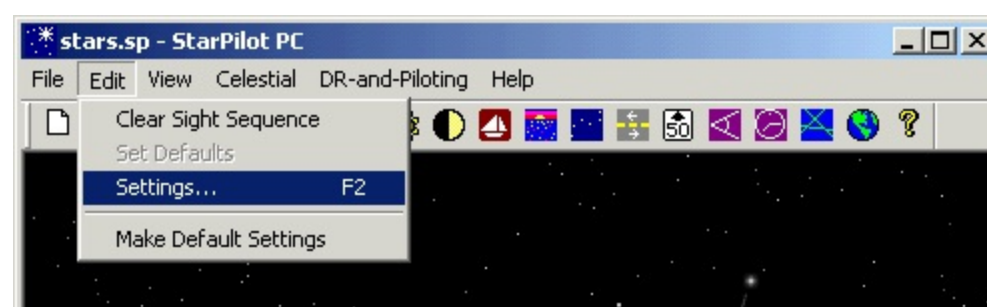 stars.sp - StarPilot PC
File Edit View Celestial DR-and-Piloting Help
50 ?
Clear Sight Sequence
Set Defaults
Settings... F2
Make Default Settings